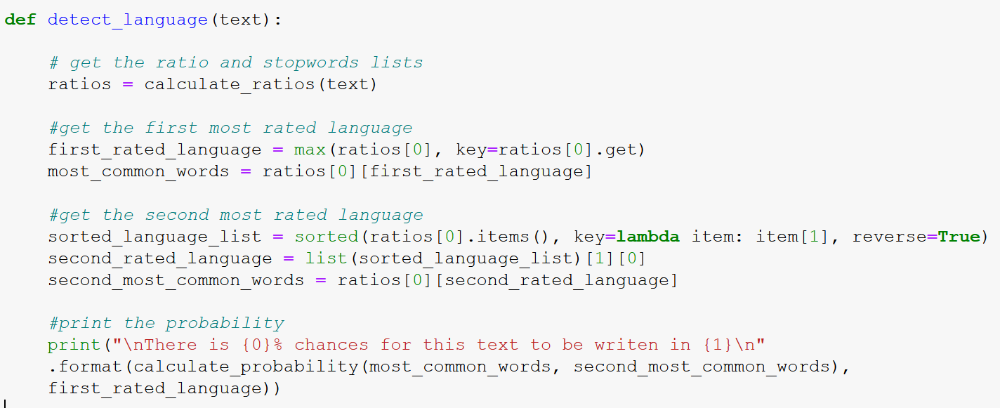 def detect_language(text):
    # get the ratio and stopwords lists
    ratios = calculate_ratios(text)
    #get the first most rated language
    first_rated_language = max(ratios[0], key=ratios[0].get)
    most_common_words = ratios[0][first_rated_language]
    #get the second most rated language
    sorted_language_list = sorted(ratios[0].items(), key=lambda item: item[1], reverse=True)
    second_rated_language = list(sorted_language_list)[1][0]
    second_most_common_words = ratios[0][second_rated_language]
    #print the probability
    print("\nThere is {0}% chances for this text to be writen in {1}\n"
    .format(calculate_probability(most_common_words, second_most_common_words),
    first_rated_language))